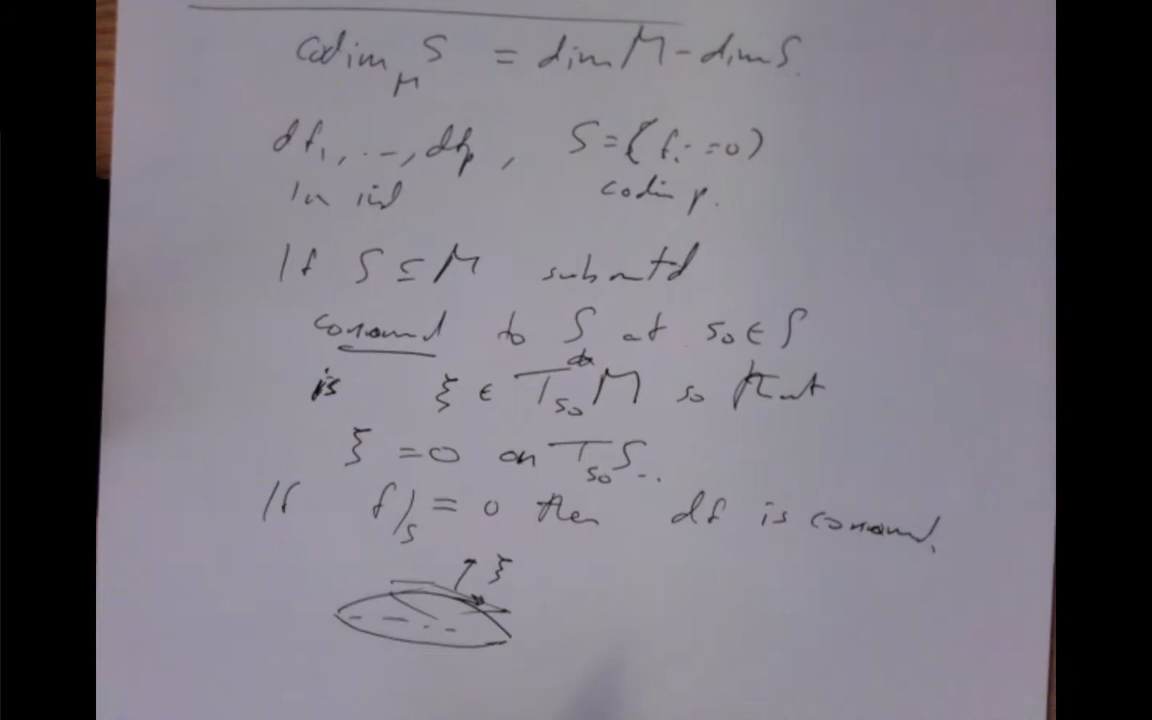 codim_M S = dim M - dim S.
df_1, ..., df_p, S = {f_i = 0}
lin ind codim p.
If S ⊆ M submfd
conormal to S at s_0 ∈ S
is ξ ∈ T_{s_0}^* M so that
ξ = 0 on T_{s_0} S.
If f|_S = 0 then df is conormal.
ξ